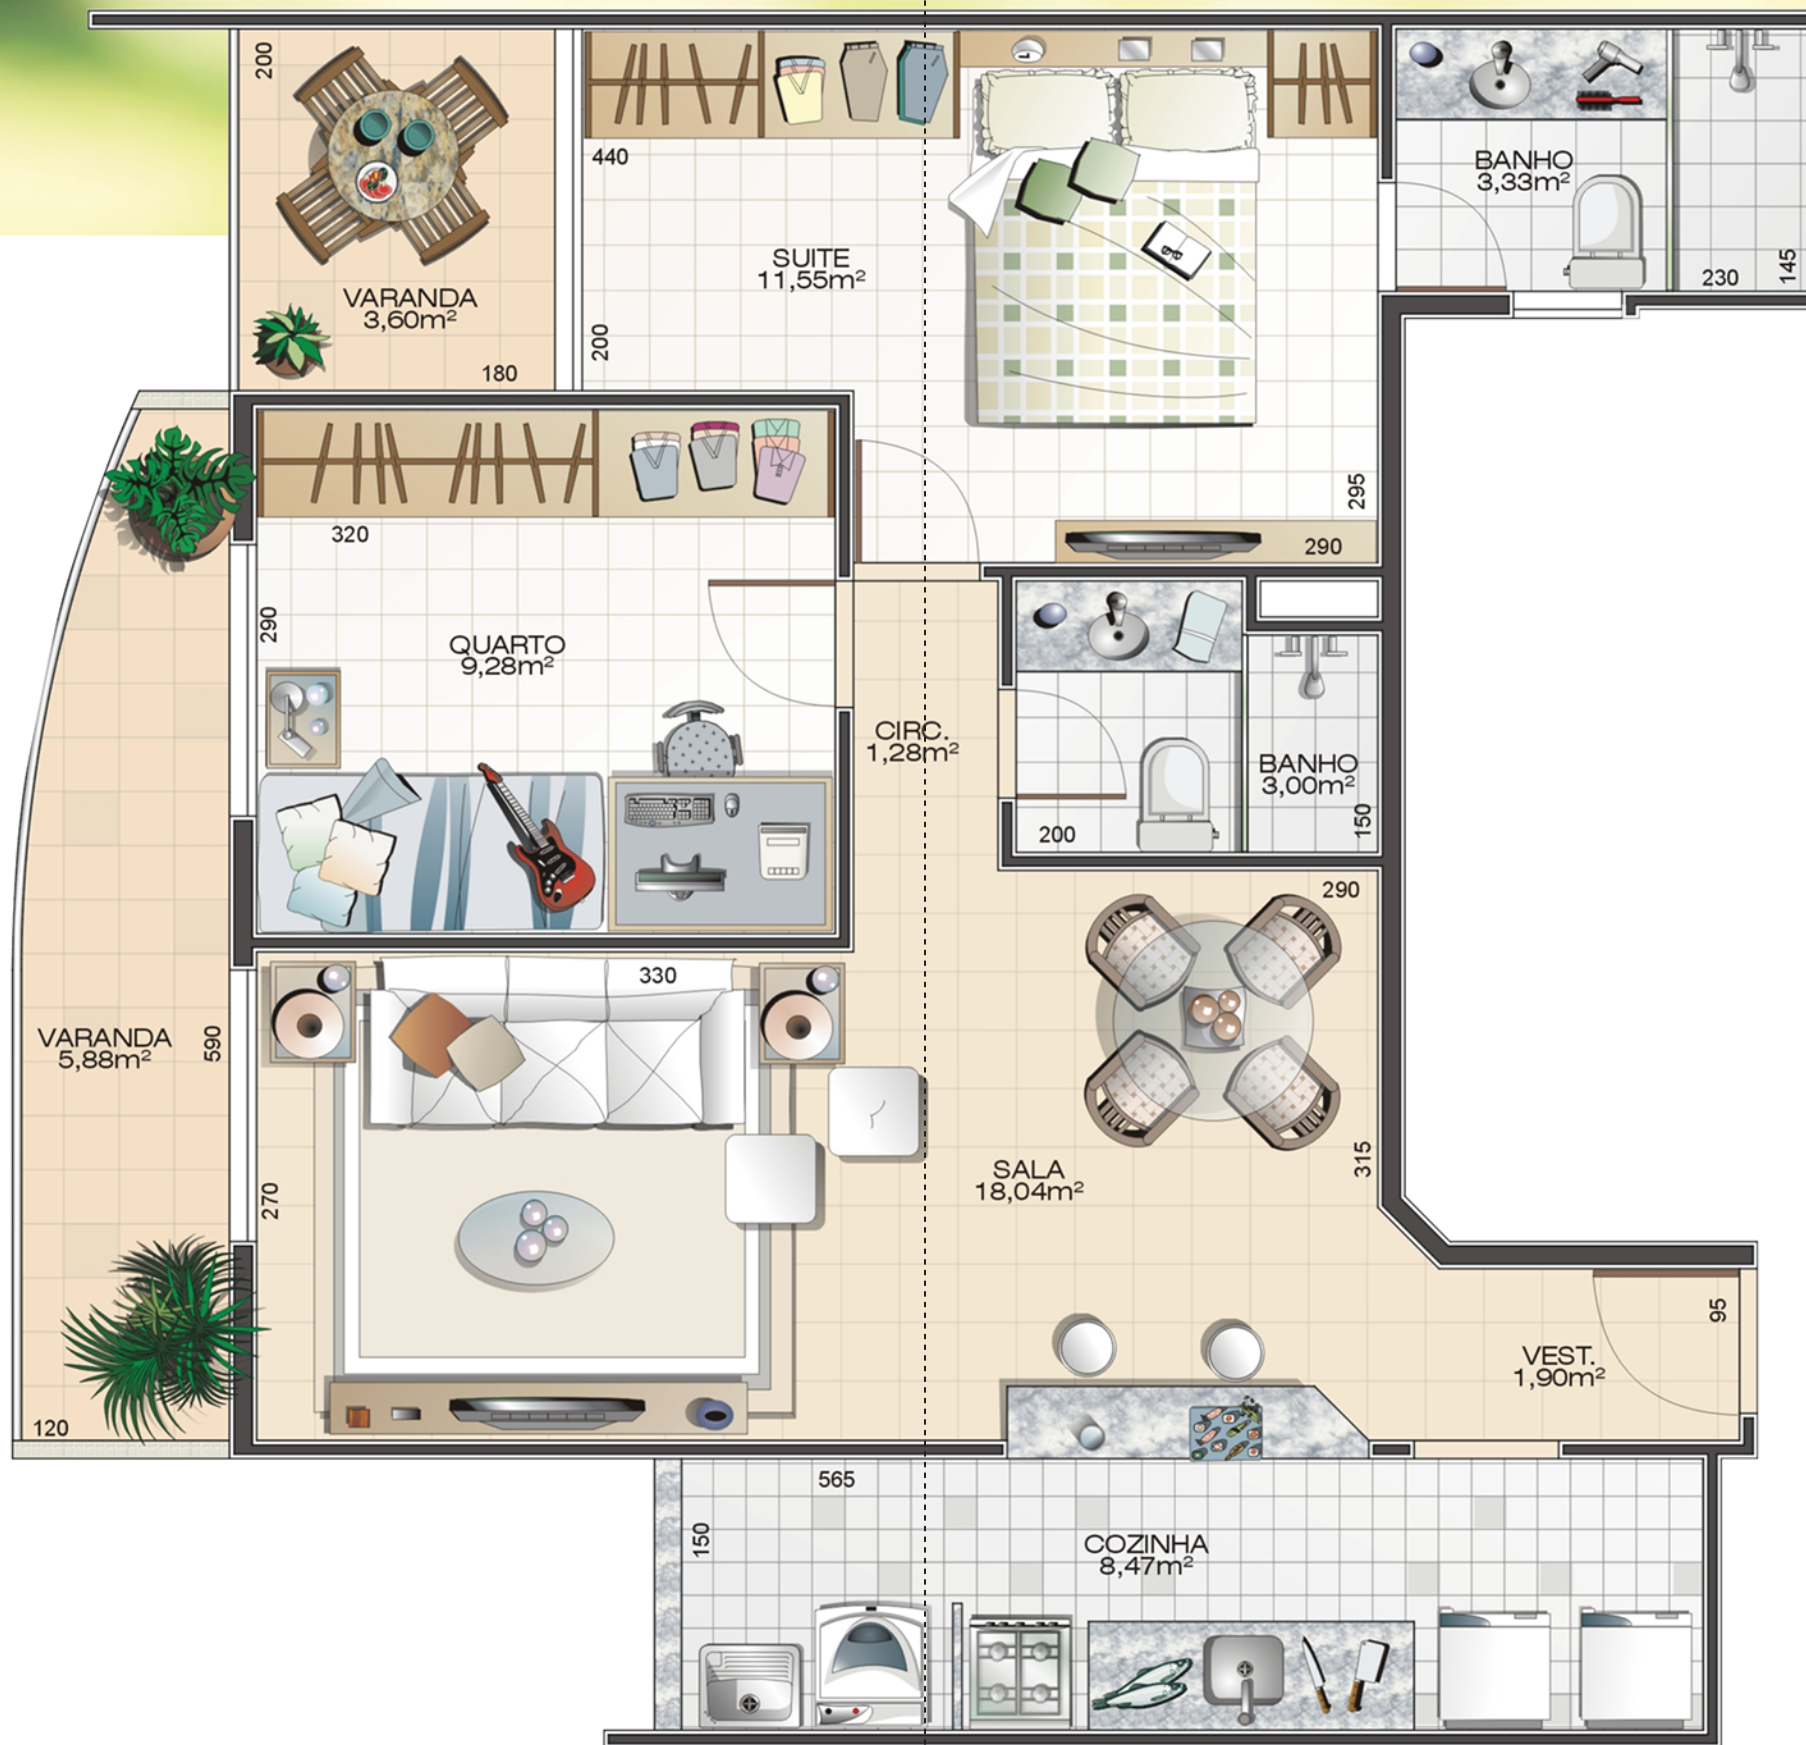 200
VARANDA
3,60m²
180
440
SUITE
11,55m²
200
295
290
BANHO
3,33m²
230
145
320
290
QUARTO
9,28m²
CIRC.
1,28m²
BANHO
3,00m²
200
150
VARANDA
5,88m²
590
120
330
270
290
SALA
18,04m²
315
VEST.
1,90m²
95
565
150
COZINHA
8,47m²